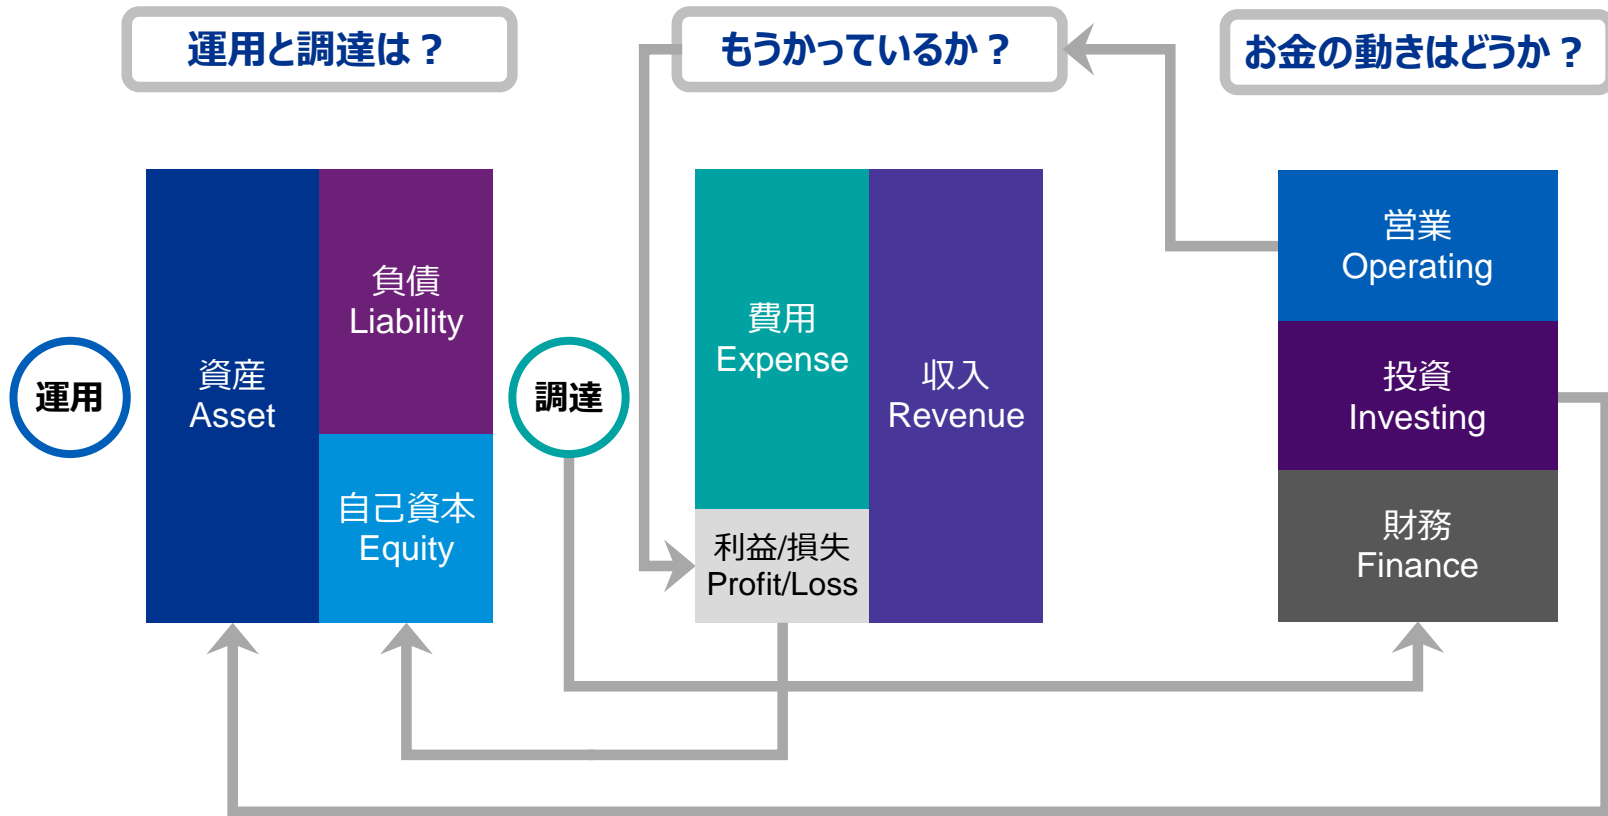 運用と調達は？
もうかっているか？
お金の動きはどうか？
運用
資産
Asset
負債
Liability
自己資本
Equity
調達
費用
Expense
利益/損失
Profit/Loss
収入
Revenue
営業
Operating
投資
Investing
財務
Finance